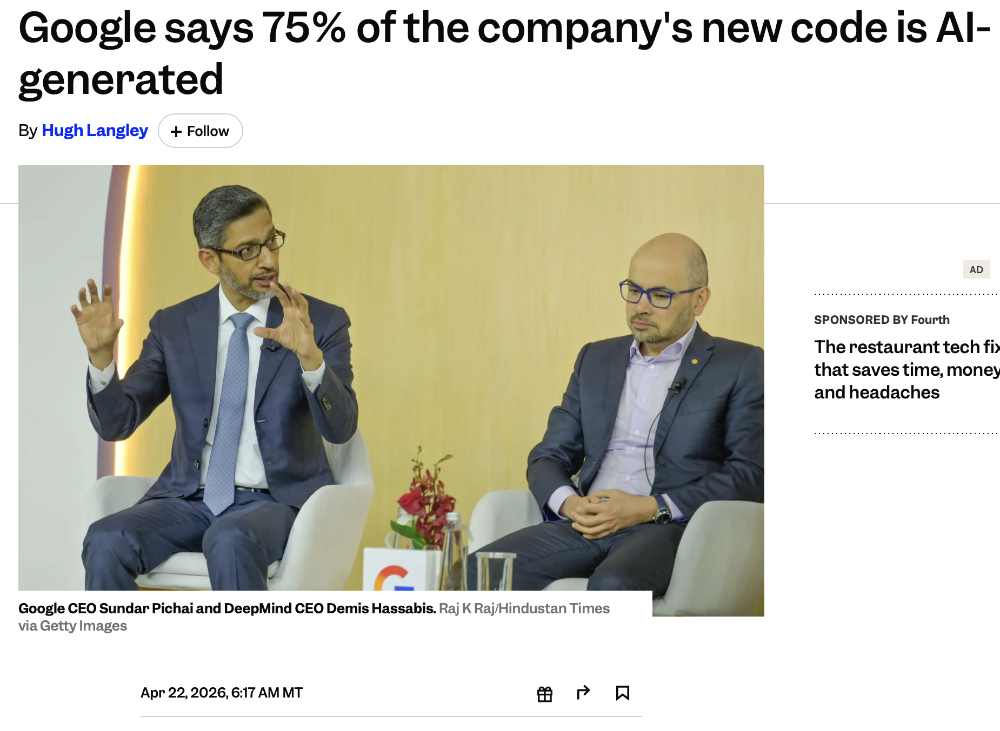 Google says 75% of the company's new code is AI-
generated
By Hugh Langley
+ Follow
AD
SPONSORED BY Fourth
The restaurant tech fix
that saves time, money
and headaches
Google CEO Sundar Pichai and DeepMind CEO Demis Hassabis. Raj K Raj/Hindustan Times
via Getty Images
Apr 22, 2026, 6:17 AM MT